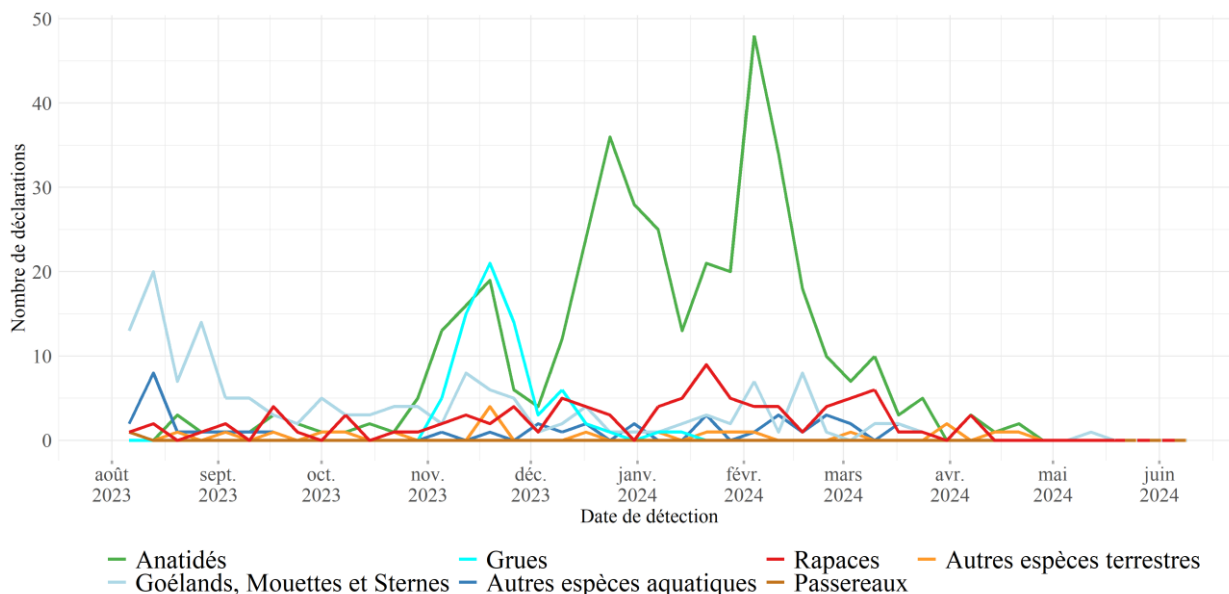 50
40
30
20
10
0
Nombre de déclarations
août sept. oct. nov. déc. janv. févr. mars avr. mai juin
2023 2023 2023 2023 2023 2024 2024 2024 2024 2024 2024
Date de détection
Anatidés Grues Rapaces Autres espèces terrestres
Goélands, Mouettes et Sternes Autres espèces aquatiques Passereaux